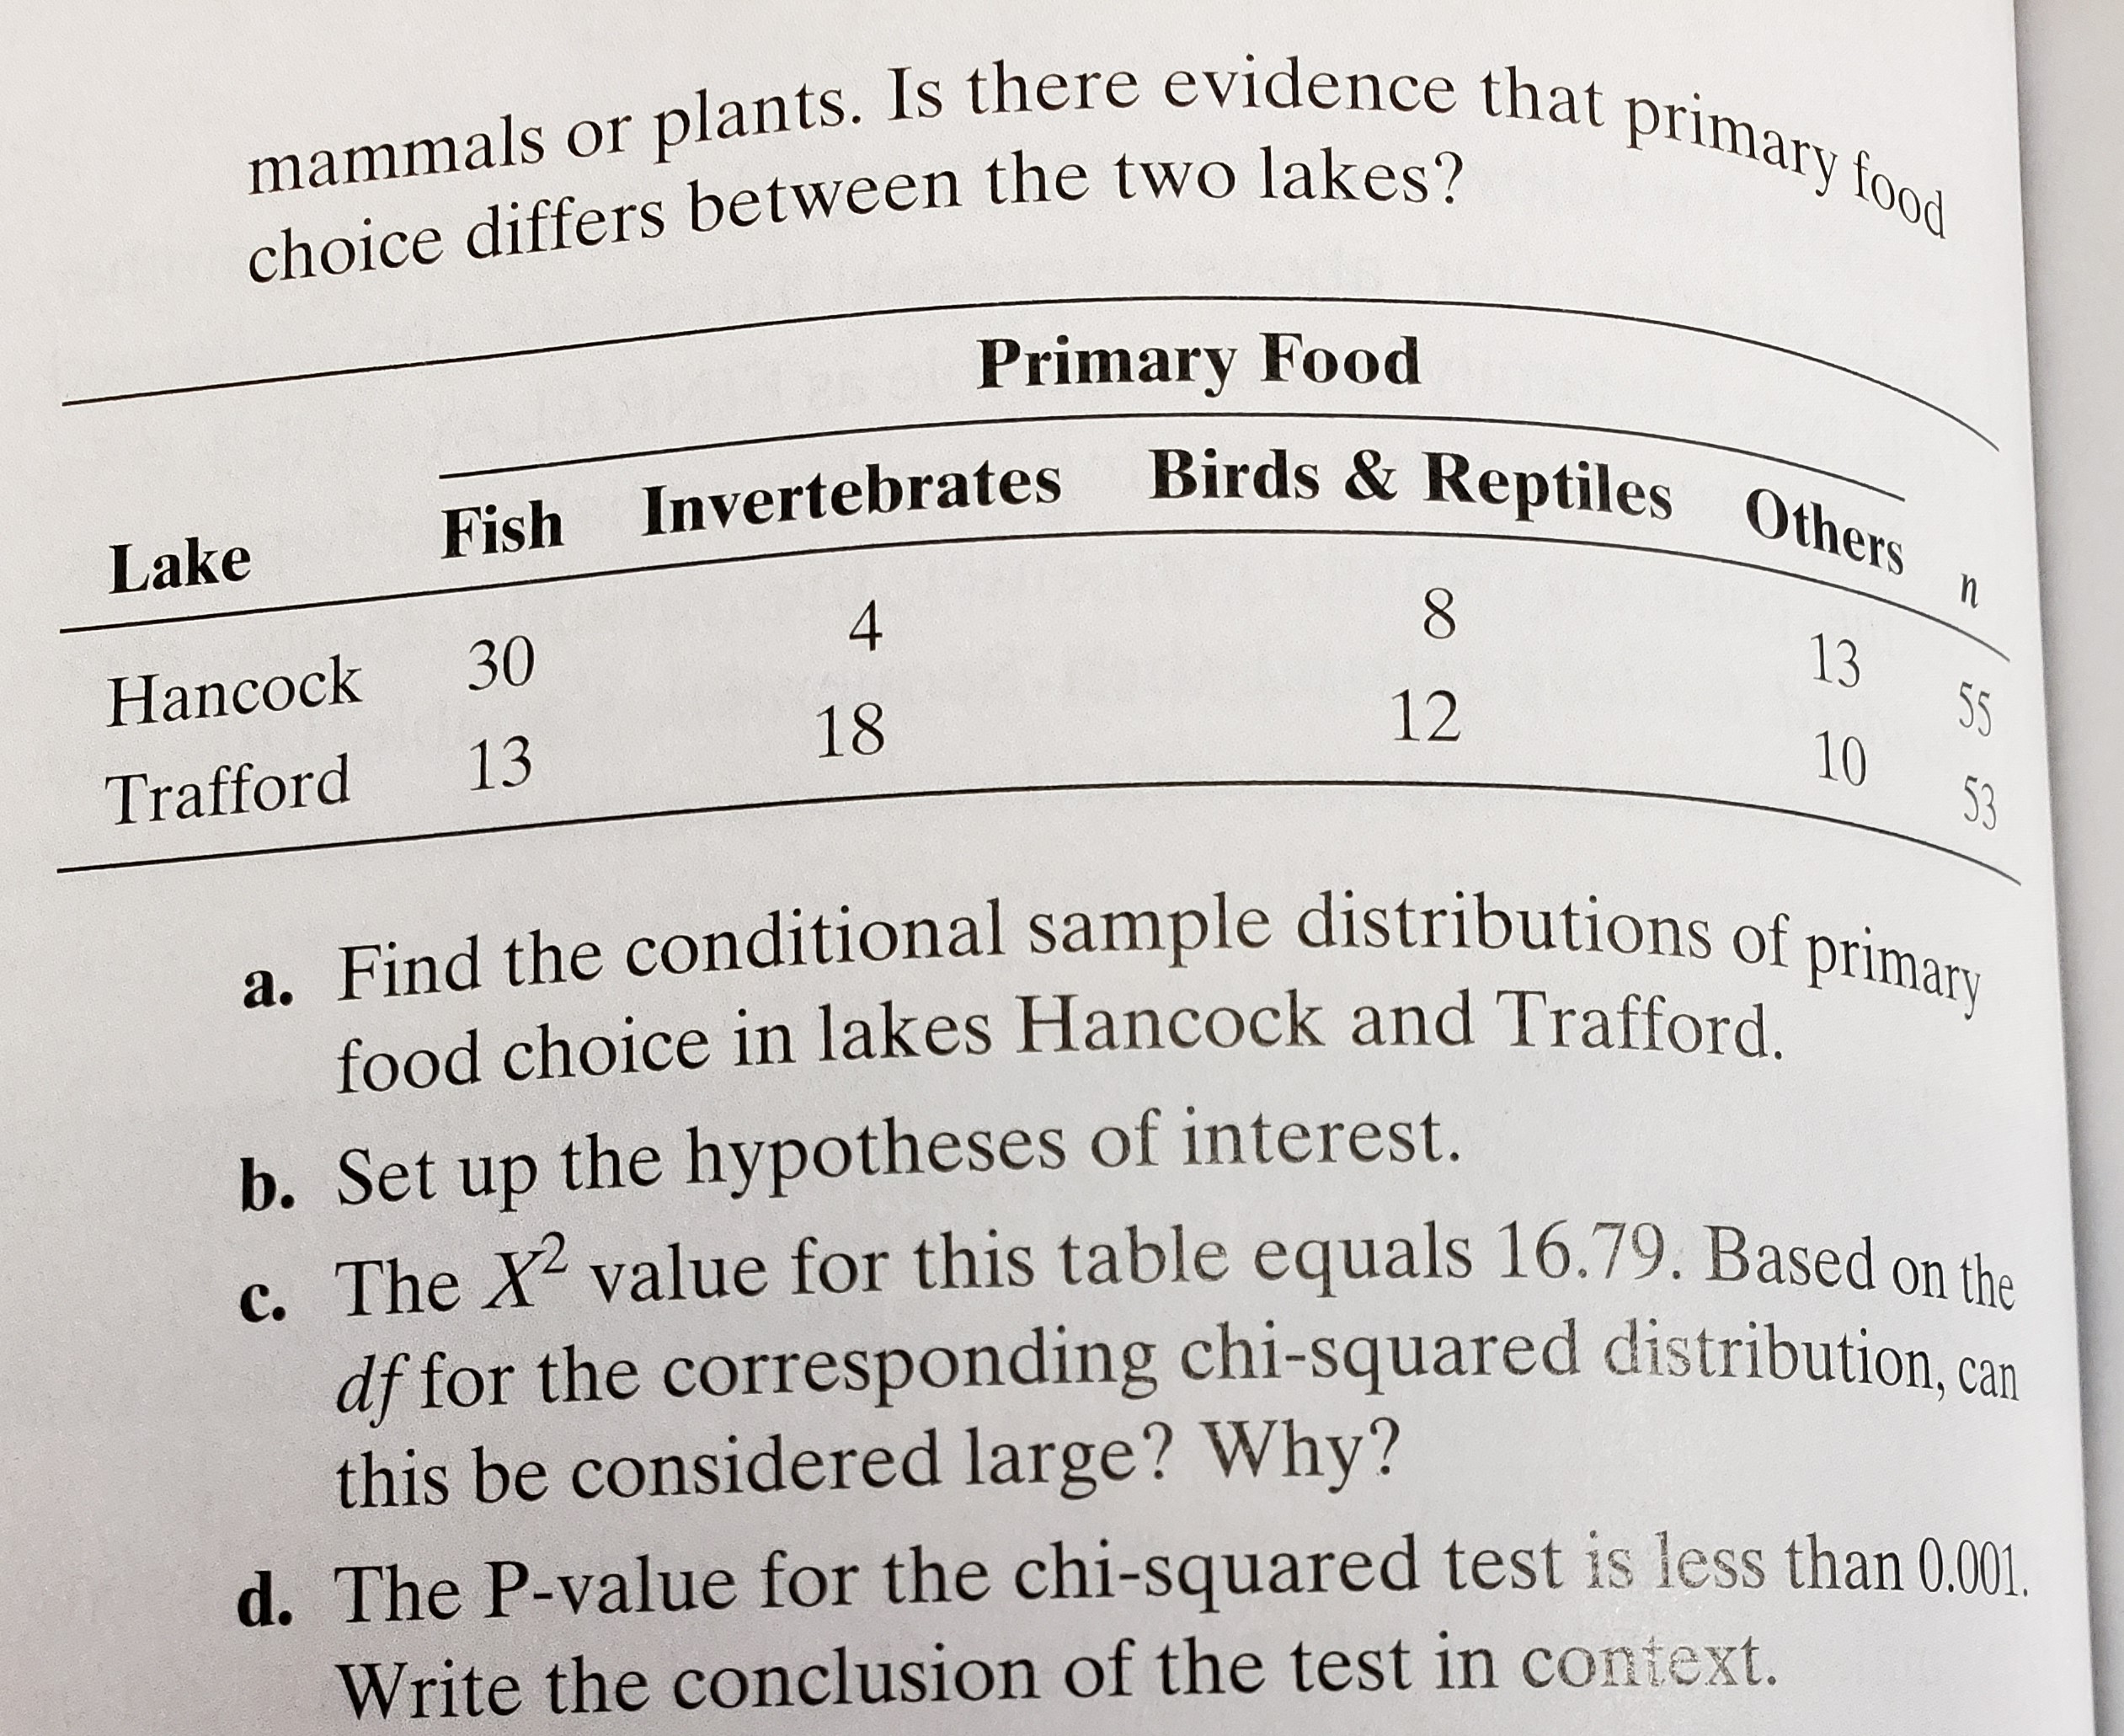 mammals or plants. Is there evidence that primary food
choice differs between the two lakes?
Primary Food
Lake Fish Invertebrates Birds & Reptiles Others n
Hancock 30 4 8 13 55
Trafford 13 18 12 10 53
a. Find the conditional sample distributions of primary
food choice in lakes Hancock and Trafford.
b. Set up the hypotheses of interest.
c. The X² value for this table equals 16.79. Based on the
df for the corresponding chi-squared distribution, can
this be considered large? Why?
d. The P-value for the chi-squared test is less than 0.001.
Write the conclusion of the test in context.